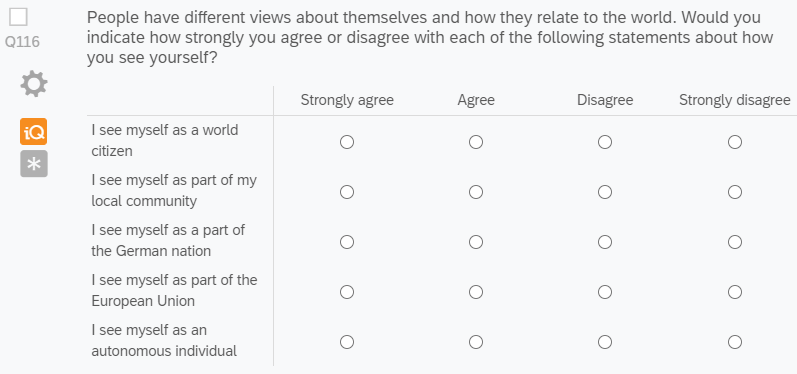 Q116
People have different views about themselves and how they relate to the world. Would you
indicate how strongly you agree or disagree with each of the following statements about how
you see yourself?
iQ
Strongly agree Agree Disagree Strongly disagree
I see myself as a world
citizen
I see myself as part of my
local community
I see myself as a part of
the German nation
I see myself as part of the
European Union
I see myself as an
autonomous individual